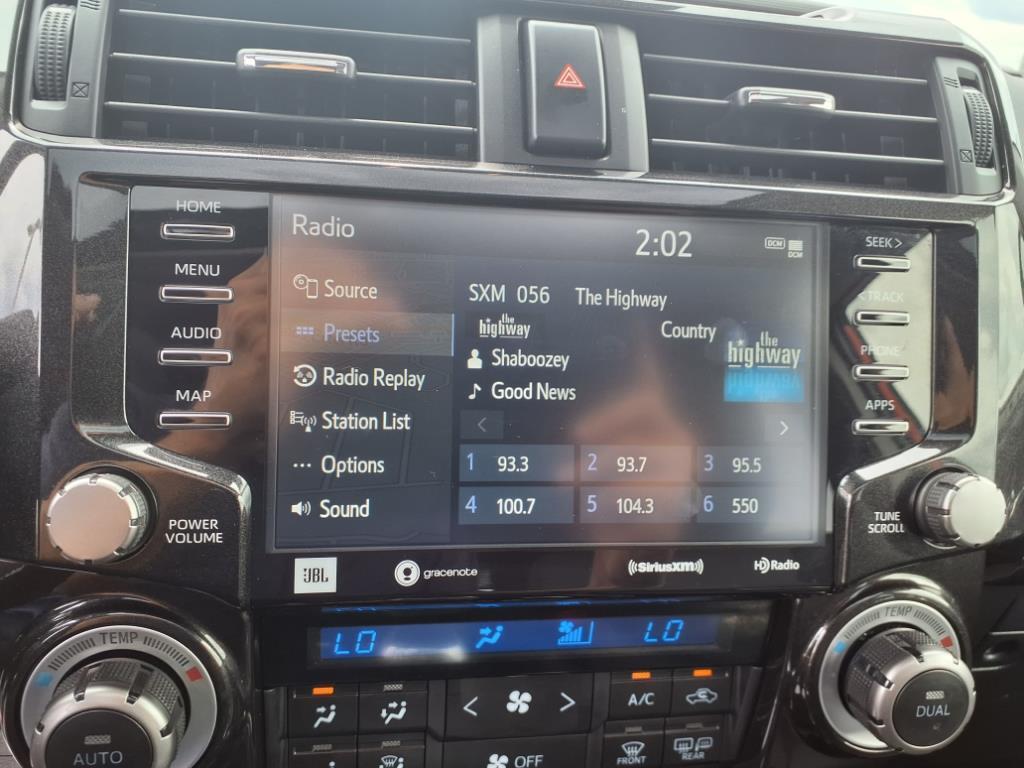 HOME
MENU
AUDIO
MAP
POWER
VOLUME
Radio
2:02
DCM
DCM
Source
Presets
Radio Replay
Station List
Options
Sound
SXM 056 The Highway
the
highway
Country
the
highway
Shaboozey
Good News
1 93.3
2 93.7
3 95.5
4 100.7
5 104.3
6 550
SEEK >
< TRACK
PHONE
APPS
TUNE
SCROLL
JBL
gracenote
((SiriusXM))
HD Radio
LO
LO
TEMP
AUTO
< >
OFF
A/C
FRONT
REAR
TEMP
DUAL